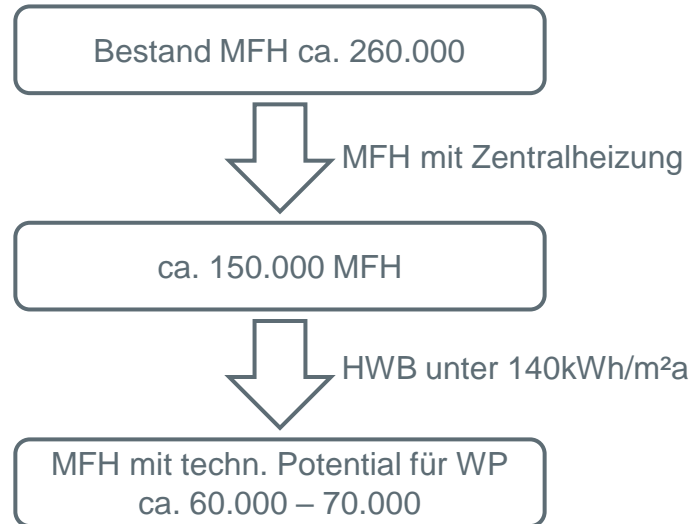 Bestand MFH ca. 260.000
MFH mit Zentralheizung
ca. 150.000 MFH
HWB unter 140kWh/m²a
MFH mit techn. Potential für WP
ca. 60.000 – 70.000